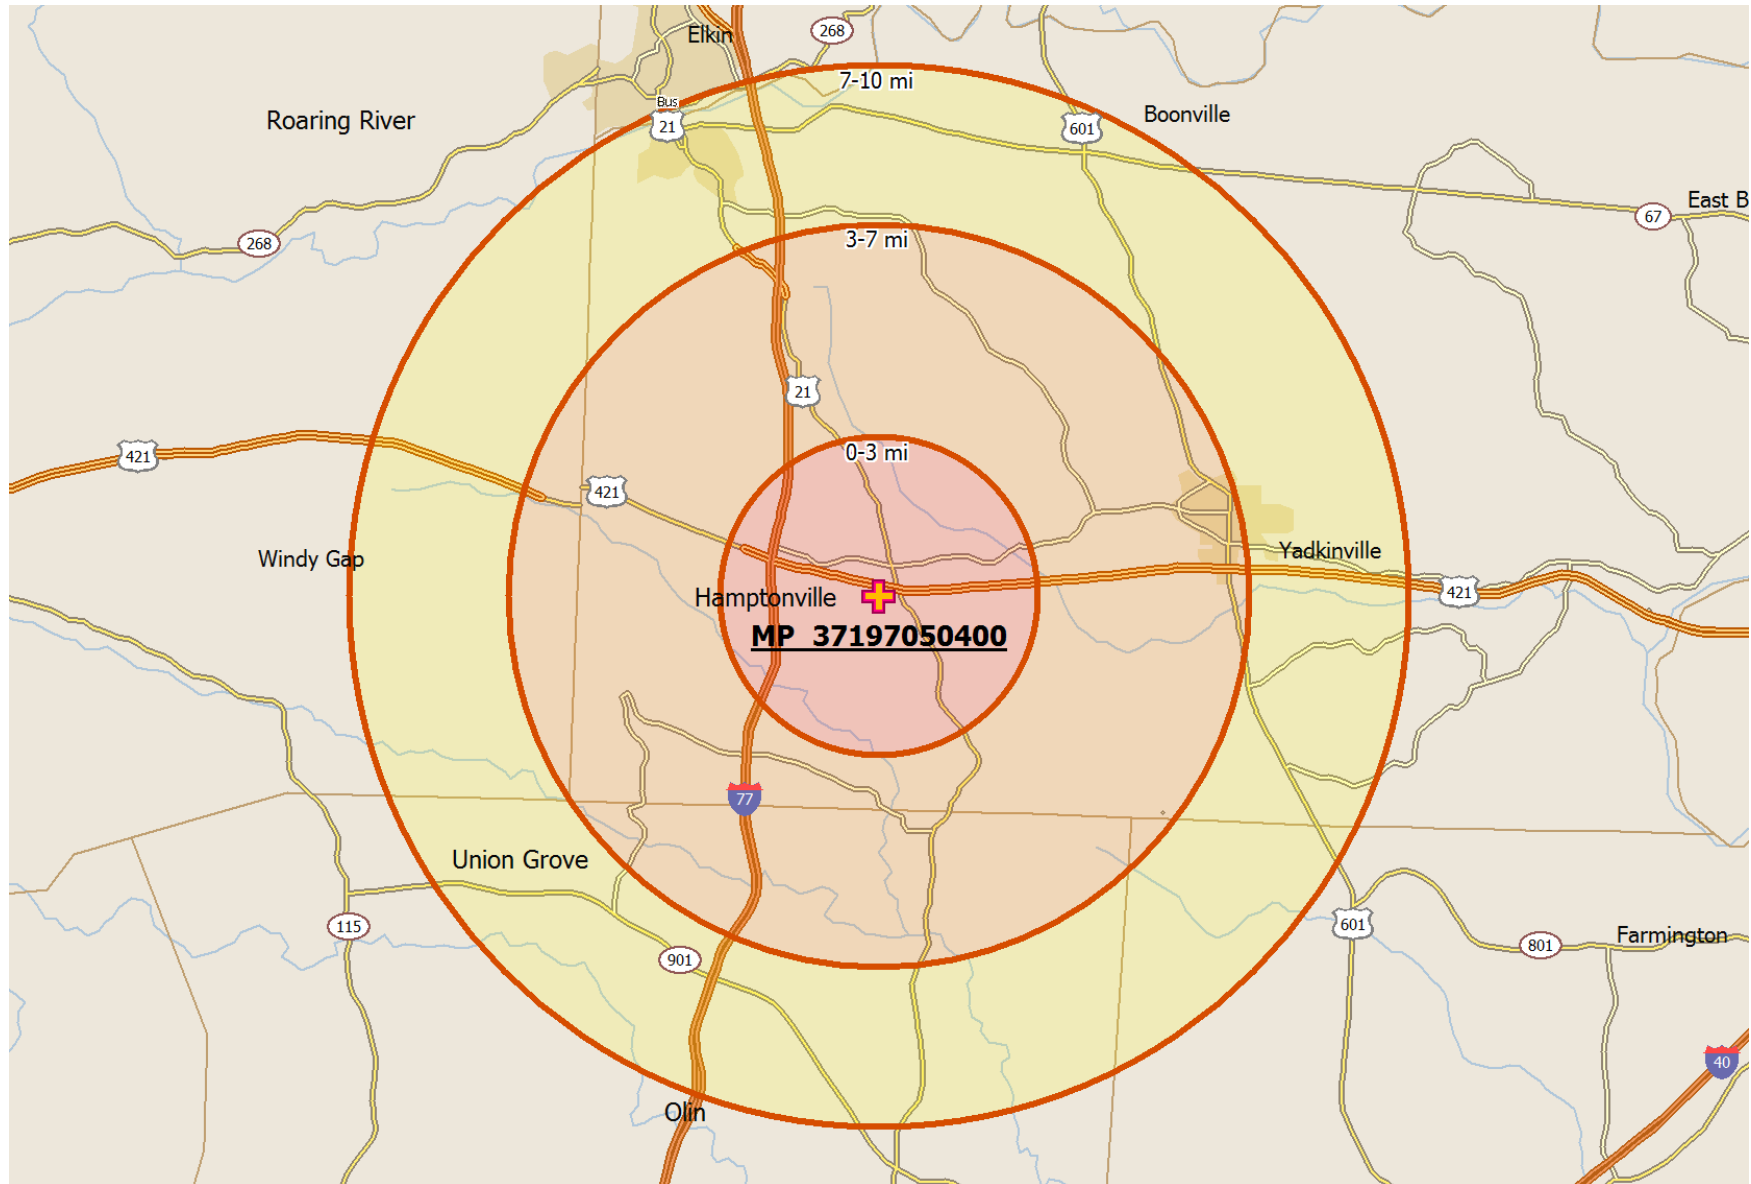 Elkin
268
7-10 mi
Bus
21
Roaring River
Boonville
601
East B
67
268
3-7 mi
21
421
0-3 mi
421
Windy Gap
Yadkinville
Hamptonville
421
MP 37197050400
77
Union Grove
115
901
601
801
Farmington
40
Olin